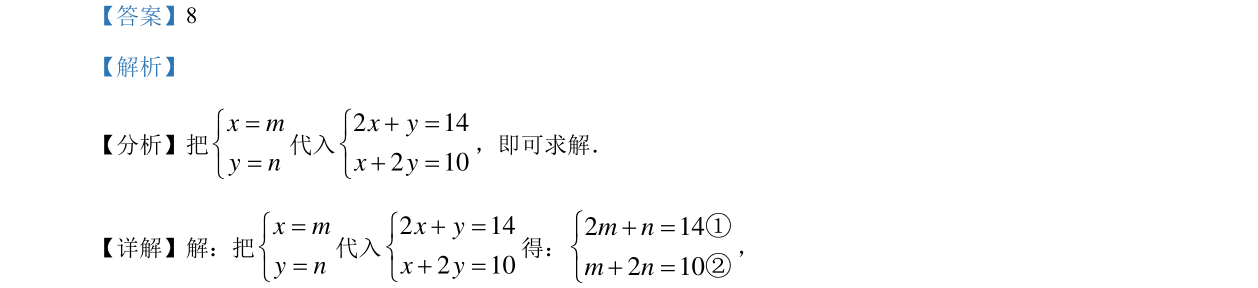 【答案】8
【解析】
【分析】把{x=m y=n 代入{2x+y=14 x+2y=10，即可求解．
【详解】解：把{x=m y=n 代入{2x+y=14 x+2y=10 得：{2m+n=14① m+2n=10②，